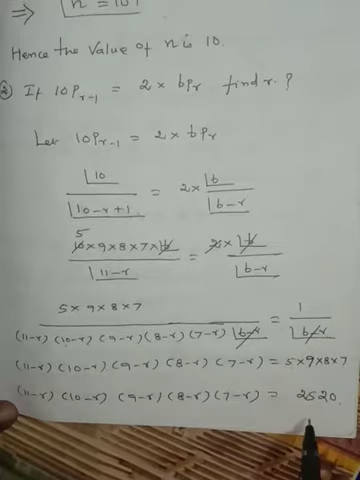 ⇒ ⌊n = 10!
Hence the Value of n is 10.
② If 10P r-1 = 2 × 6Pr find r.?
Let 10P r-1 = 2 × 6Pr
⌊10 / ⌊10-r+1 = 2× ⌊6 / ⌊6-r
5
10×9×8×7×⌊6 / ⌊11-r = 2×⌊6 / ⌊6-r
5×9×8×7 / (11-r)(10-r)(9-r)(8-r)(7-r)⌊6-r = 1 / ⌊6-r
(11-r)(10-r)(9-r)(8-r)(7-r) = 5×9×8×7
(11-r)(10-r)(9-r)(8-r)(7-r) = 2520.